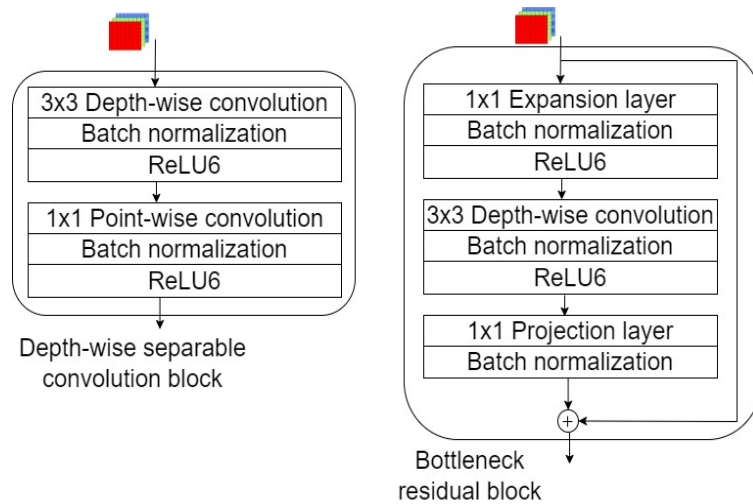 3x3 Depth-wise convolution
Batch normalization
ReLU6
1x1 Point-wise convolution
Batch normalization
ReLU6
Depth-wise separable
convolution block
1x1 Expansion layer
Batch normalization
ReLU6
3x3 Depth-wise convolution
Batch normalization
ReLU6
1x1 Projection layer
Batch normalization
+
Bottleneck
residual block